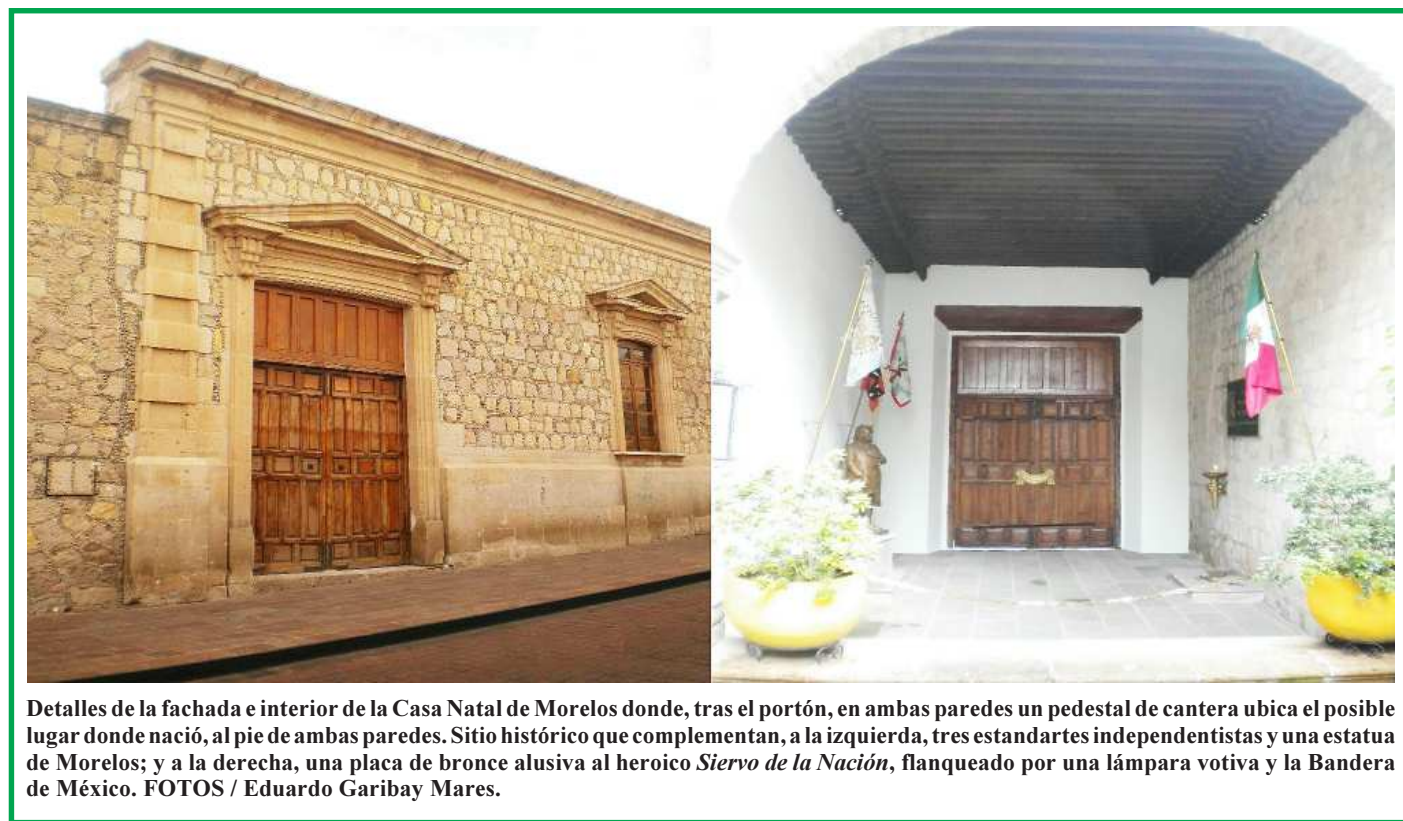 Detalles de la fachada e interior de la Casa Natal de Morelos donde, tras el portón, en ambas paredes un pedestal de cantera ubica el posible
lugar donde nació, al pie de ambas paredes. Sitio histórico que complementan, a la izquierda, tres estandartes independentistas y una estatua
de Morelos; y a la derecha, una placa de bronce alusiva al heroico Siervo de la Nación, flanqueado por una lámpara votiva y la Bandera
de México. FOTOS / Eduardo Garibay Mares.